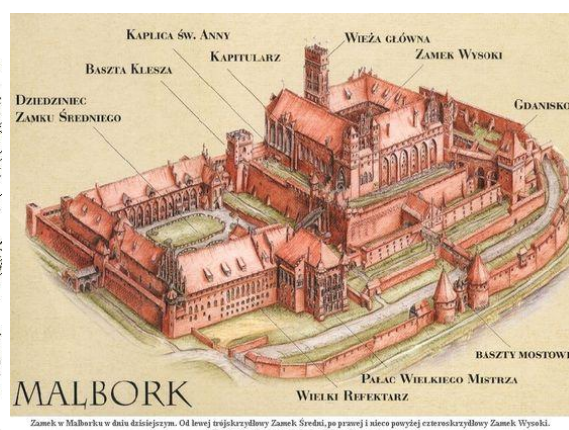 Kaplica św. Anny
Wieża główna
Kapitularz
Zamek Wysoki
Baszta Klesza
Dziedziniec
Zamku Średniego
Gdanisko
Baszty mostowe
Pałac Wielkiego Mistrza
Wielki Refektarz
MALBORK
Zamek w Malborku w dniu dzisiejszym. Od lewej trójskrzydłowy Zamek Średni, po prawej i nieco powyżej czteroskrzydłowy Zamek Wysoki.